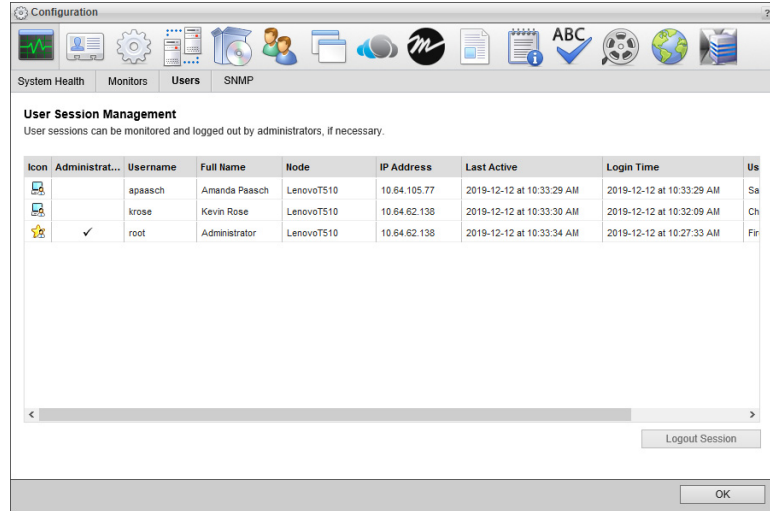 Configuration
?
ABC
System Health Monitors Users SNMP
User Session Management
User sessions can be monitored and logged out by administrators, if necessary.
Icon Administrat... Username Full Name Node IP Address Last Active Login Time Us
apaasch Amanda Paasch LenovoT510 10.64.105.77 2019-12-12 at 10:33:29 AM 2019-12-12 at 10:33:29 AM Sa
krose Kevin Rose LenovoT510 10.64.62.138 2019-12-12 at 10:33:30 AM 2019-12-12 at 10:32:09 AM Ch
✓ root Administrator LenovoT510 10.64.62.138 2019-12-12 at 10:33:34 AM 2019-12-12 at 10:27:33 AM Fir
Logout Session
OK